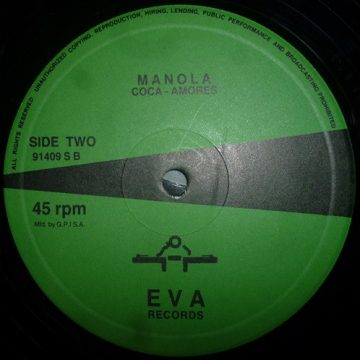 ALL RIGHTS RESERVED UNAUTHORIZED COPYING, REPRODUCTION, HIRING, LENDING, PUBLIC PERFORMANCE AND BROADCASTING PROHIBITED
MANOLA
COCA - AMORES
SIDE TWO
91409 S B
45 rpm
Mfd. by G.P.I S.A.
EVA
RECORDS